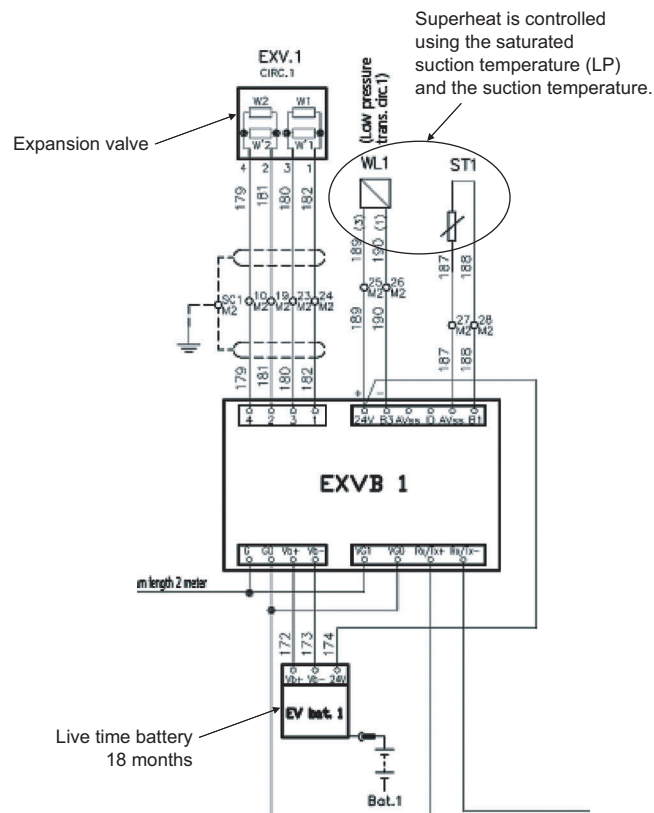 Superheat is controlled
using the saturated
suction temperature (LP)
and the suction temperature.
EXV.1
CIRC.1
W2 W1
W'2 W'1
Expansion valve
4 2 3 1
179 181 180 182
(Low pressure
trans. circ.1)
WL1 ST1
189 (3) 190 (1)
187 188
SC1
M2
10
M2
19
M2
23
M2
24
M2
25
M2
26
M2
27
M2
28
M2
179 181 180 182
189 190
187 188
+ -
4 2 3 1
24V B3 AVss ID AVss B1
EXVB 1
G G0 Vb+ Vb-
VG1 VG0 Rx/Tx+ Rx/Tx-
length 2 meter
172 173 174
Vb+ Vb- 24V
EV bat. 1
Live time battery
18 months
Bat.1